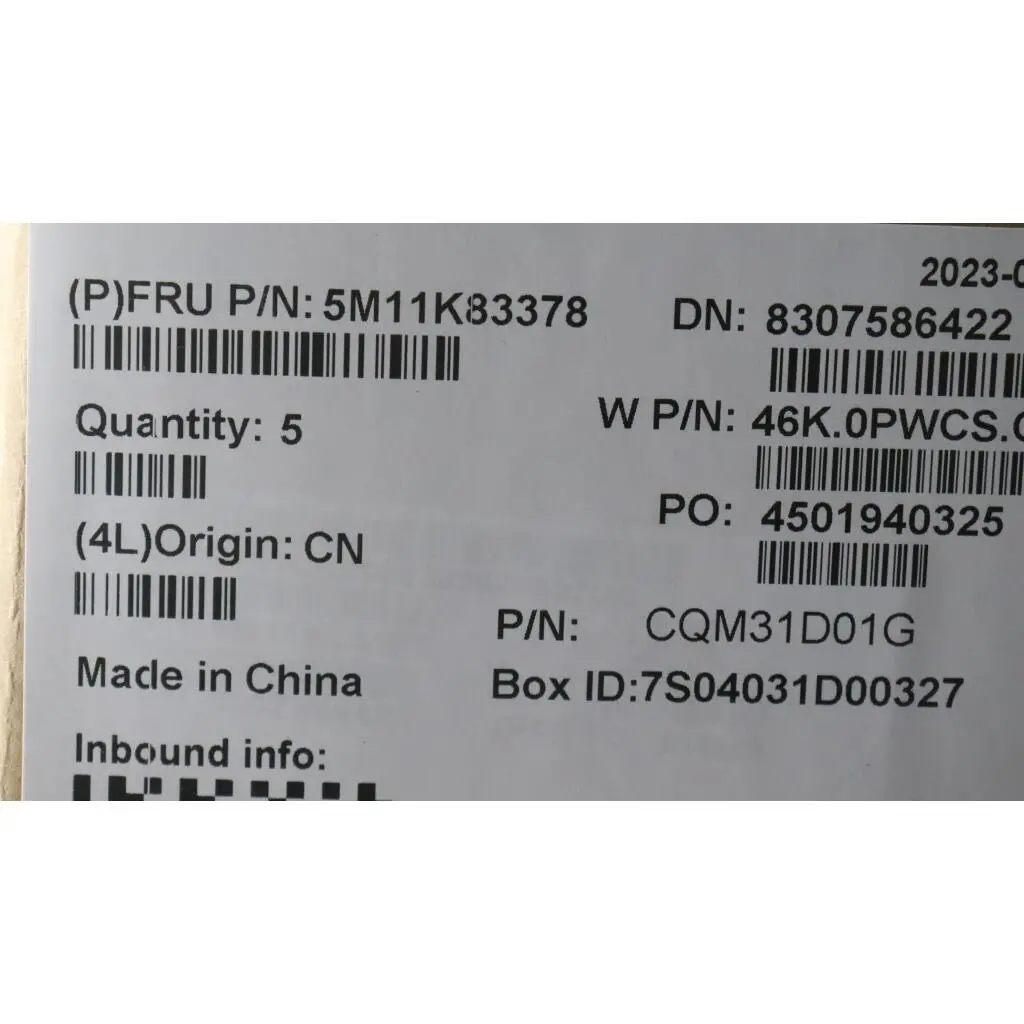 2023-0
(P)FRU P/N: 5M11K83378
DN: 8307586422
Quantity: 5
W P/N: 46K.0PWCS.
(4L)Origin: CN
PO: 4501940325
P/N: CQM31D01G
Made in China
Box ID:7S04031D00327
Inbound info: